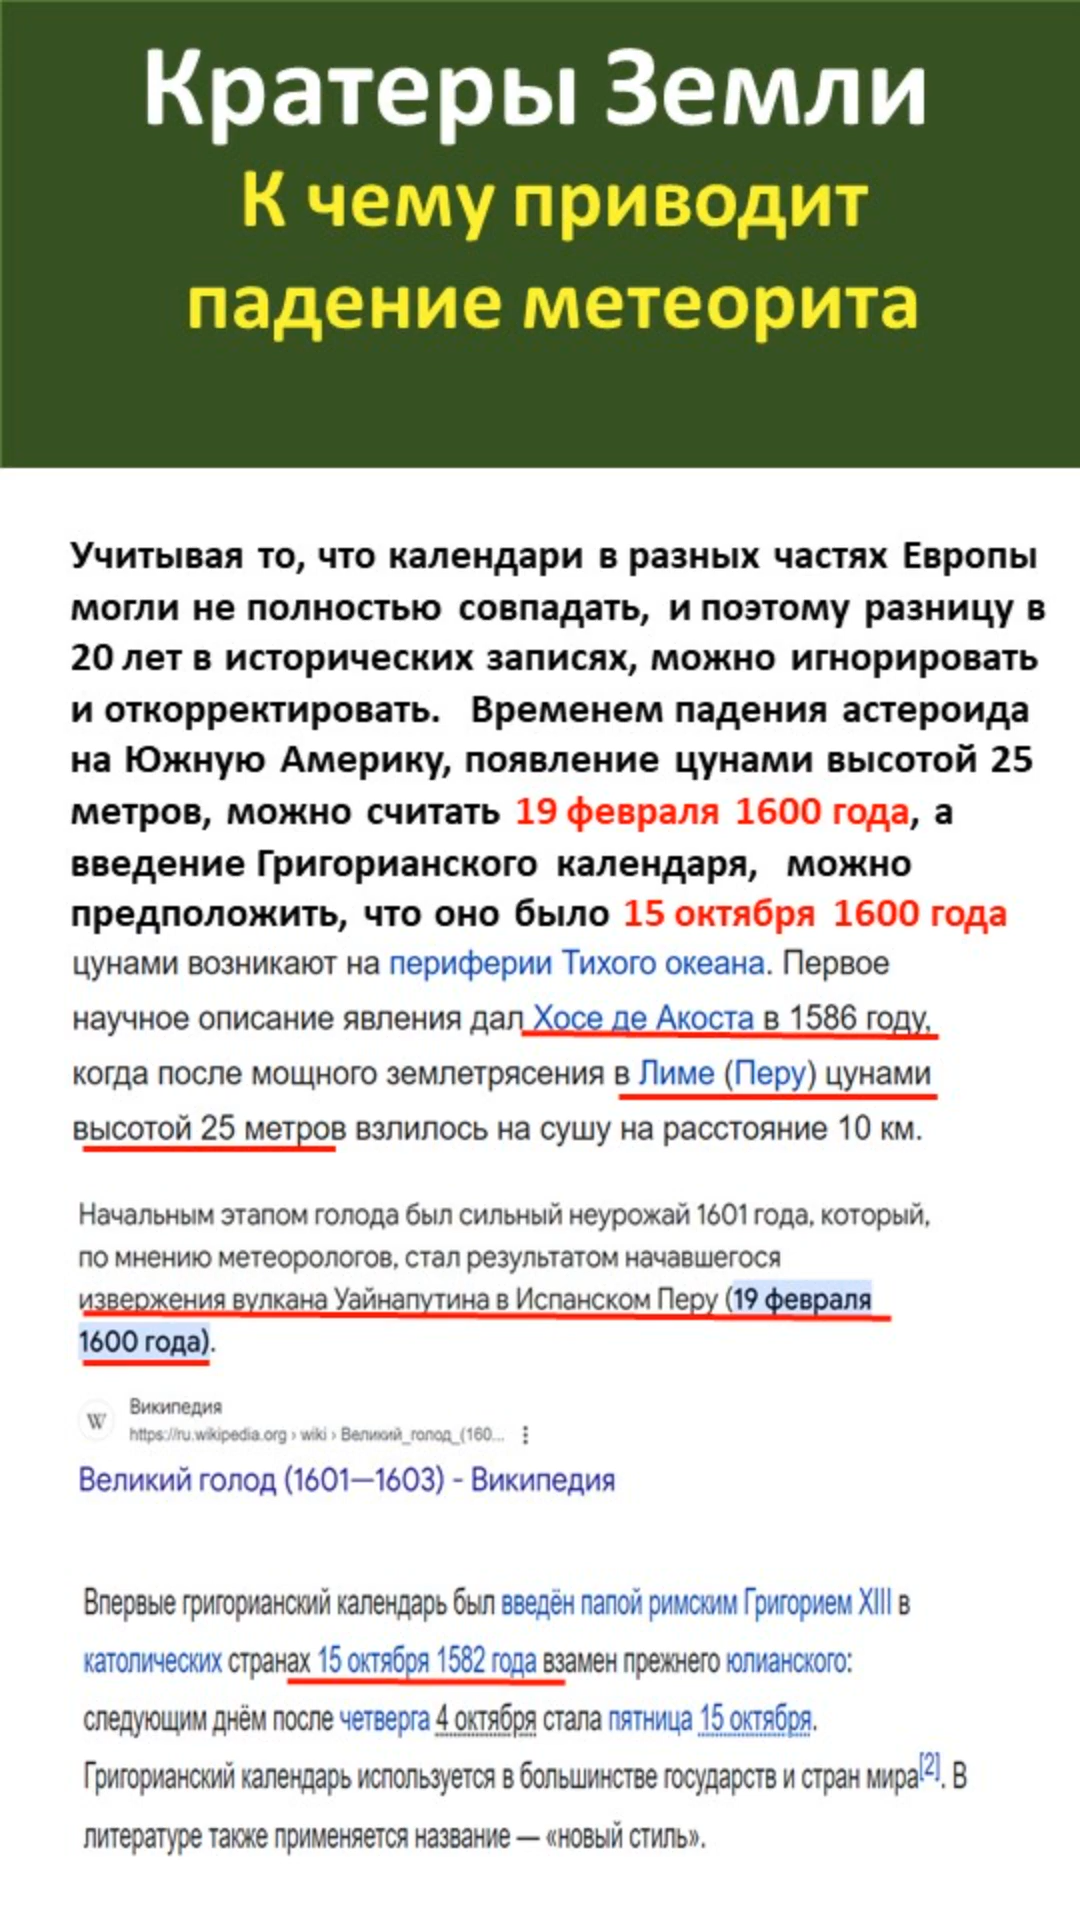 Кратеры Земли
К чему приводит
падение метеорита
Учитывая то, что календари в разных частях Европы
могли не полностью совпадать, и поэтому разницу в
20 лет в исторических записях, можно игнорировать
и откорректировать. Временем падения астероида
на Южную Америку, появление цунами высотой 25
метров, можно считать 19 февраля 1600 года, а
введение Григорианского календаря, можно
предположить, что оно было 15 октября 1600 года
цунами возникают на периферии Тихого океана. Первое
научное описание явления дал Хосе де Акоста в 1586 году,
когда после мощного землетрясения в Лиме (Перу) цунами
высотой 25 метров взлилось на сушу на расстояние 10 км.
Начальным этапом голода был сильный неурожай 1601 года, который,
по мнению метеорологов, стал результатом начавшегося
извержения вулкана Уайнапутина в Испанском Перу (19 февраля
1600 года).
W
Википедия
https://ru.wikipedia.org › wiki › Великий_голод_(160...
Великий голод (1601—1603) - Википедия
Впервые григорианский календарь был введён папой римским Григорием XIII в
католических странах 15 октября 1582 года взамен прежнего юлианского:
следующим днём после четверга 4 октября стала пятница 15 октября.
Григорианский календарь используется в большинстве государств и стран мира[2]. В
литературе также применяется название — «новый стиль».